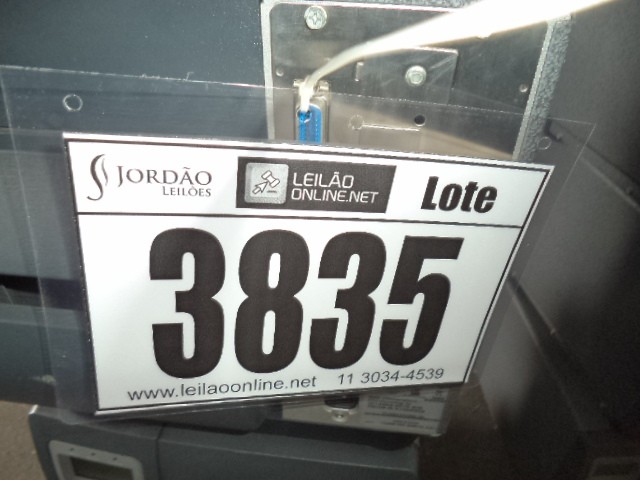 JORDÃO
LEILÕES
LEILÃO
ONLINE.NET
Lote
3835
www.leilaoonline.net 11 3034-4539